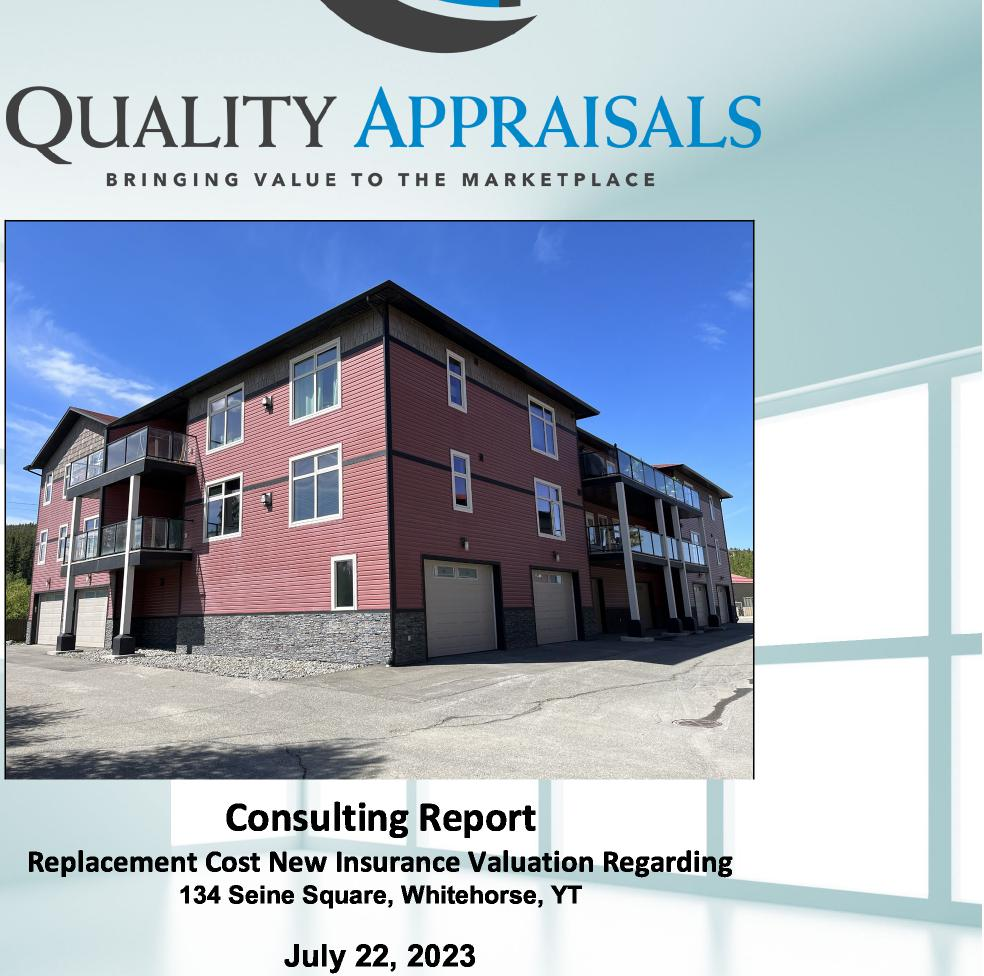 QUALITY APPRAISALS
BRINGING VALUE TO THE MARKETPLACE
Consulting Report
Replacement Cost New Insurance Valuation Regarding
134 Seine Square, Whitehorse, YT
July 22, 2023